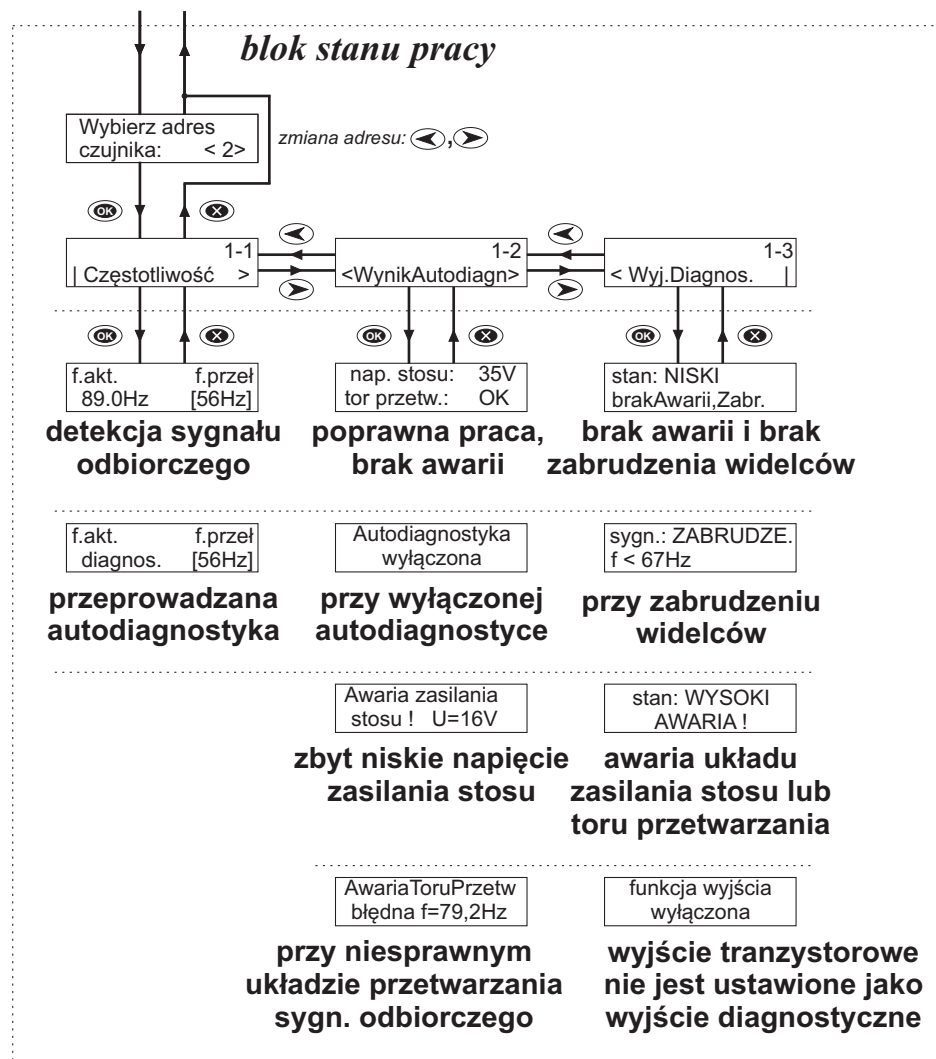 blok stanu pracy
Wybierz adres
czujnika: < 2>
zmiana adresu: ,
OK X
1-1
| Częstotliwość >
1-2
<WynikAutodiagn>
1-3
< Wyj.Diagnos. |
OK X
OK X
OK X
f.akt. f.przeł
89.0Hz [56Hz]
nap. stosu: 35V
tor przetw.: OK
stan: NISKI
brakAwarii,Zabr.
detekcja sygnału
odbiorczego
poprawna praca,
brak awarii
brak awarii i brak
zabrudzenia widelców
f.akt. f.przeł
diagnos. [56Hz]
Autodiagnostyka
wyłączona
sygn.: ZABRUDZE.
f < 67Hz
przeprowadzana
autodiagnostyka
przy wyłączonej
autodiagnostyce
przy zabrudzeniu
widelców
Awaria zasilania
stosu ! U=16V
stan: WYSOKI
AWARIA !
zbyt niskie napięcie
zasilania stosu
awaria układu
zasilania stosu lub
toru przetwarzania
AwariaToruPrzetw
błędna f=79,2Hz
funkcja wyjścia
wyłączona
przy niesprawnym
układzie przetwarzania
sygn. odbiorczego
wyjście tranzystorowe
nie jest ustawione jako
wyjście diagnostyczne